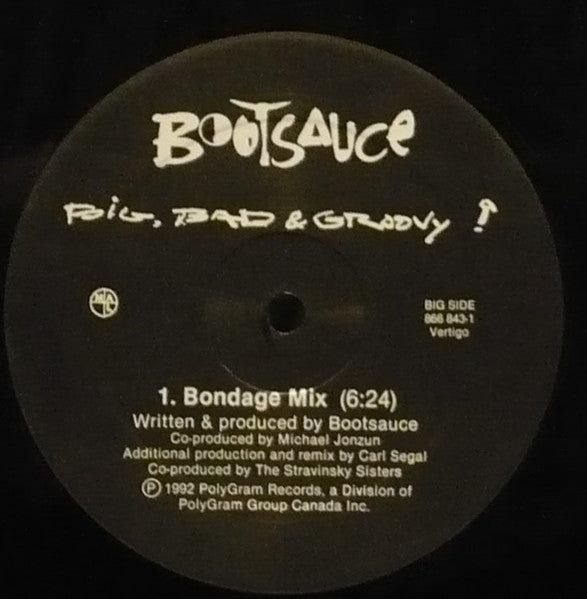 BOOTSAUCE
BiG, BAD & GROOVY !
MAPL
BIG SIDE
866 843-1
Vertigo
1. Bondage Mix (6:24)
Written & produced by Bootsauce
Co-produced by Michael Jonzun
Additional production and remix by Carl Segal
Co-produced by The Stravinsky Sisters
Ⓟ 1992 PolyGram Records, a Division of
PolyGram Group Canada Inc.